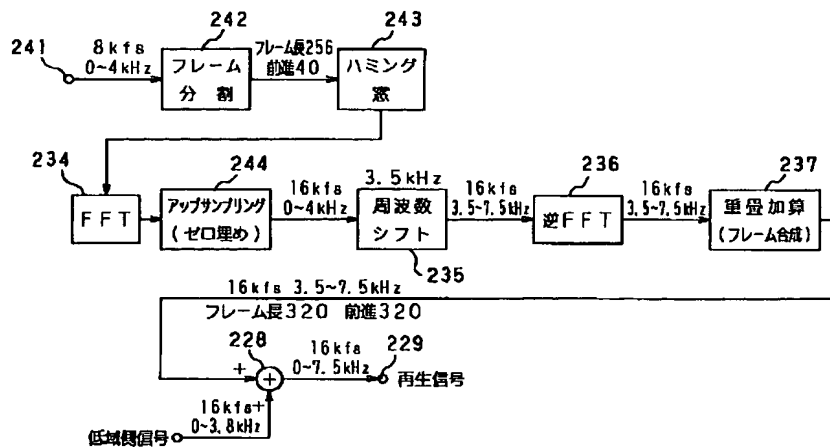 242
243
241
8kfs
0~4kHz
フレーム
分割
フレーム長256
前進40
ハミング
窓
234
244
236
237
FFT
アップサンプリング
(ゼロ埋め)
16kfs
0~4kHz
3.5kHz
周波数
シフト
235
16kfs
3.5~7.5kHz
逆FFT
16kfs
3.5~7.5kHz
重畳加算
(フレーム合成)
16kfs 3.5~7.5kHz
フレーム長320 前進320
228
229
+
+
16kfs
0~7.5kHz
再生信号
16kfs+
0~3.8kHz
低域側信号